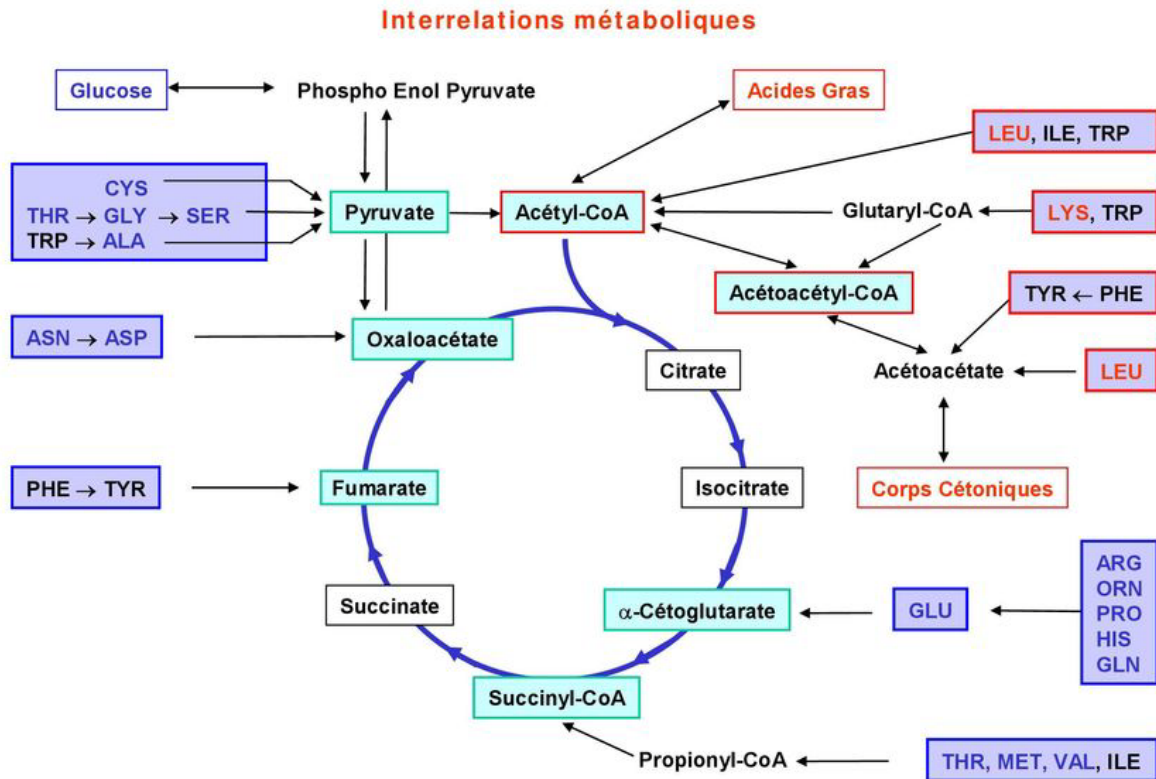 Interrelations métaboliques
Glucose
Phospho Enol Pyruvate
Acides Gras
LEU, ILE, TRP
CYS
THR → GLY → SER
TRP → ALA
Pyruvate
Acétyl-CoA
Glutaryl-CoA
LYS, TRP
Acétoacétyl-CoA
TYR ← PHE
ASN → ASP
Oxaloacétate
Citrate
Acétoacétate
LEU
PHE → TYR
Fumarate
Isocitrate
Corps Cétoniques
Succinate
α-Cétoglutarate
GLU
ARG
ORN
PRO
HIS
GLN
Succinyl-CoA
Propionyl-CoA
THR, MET, VAL, ILE